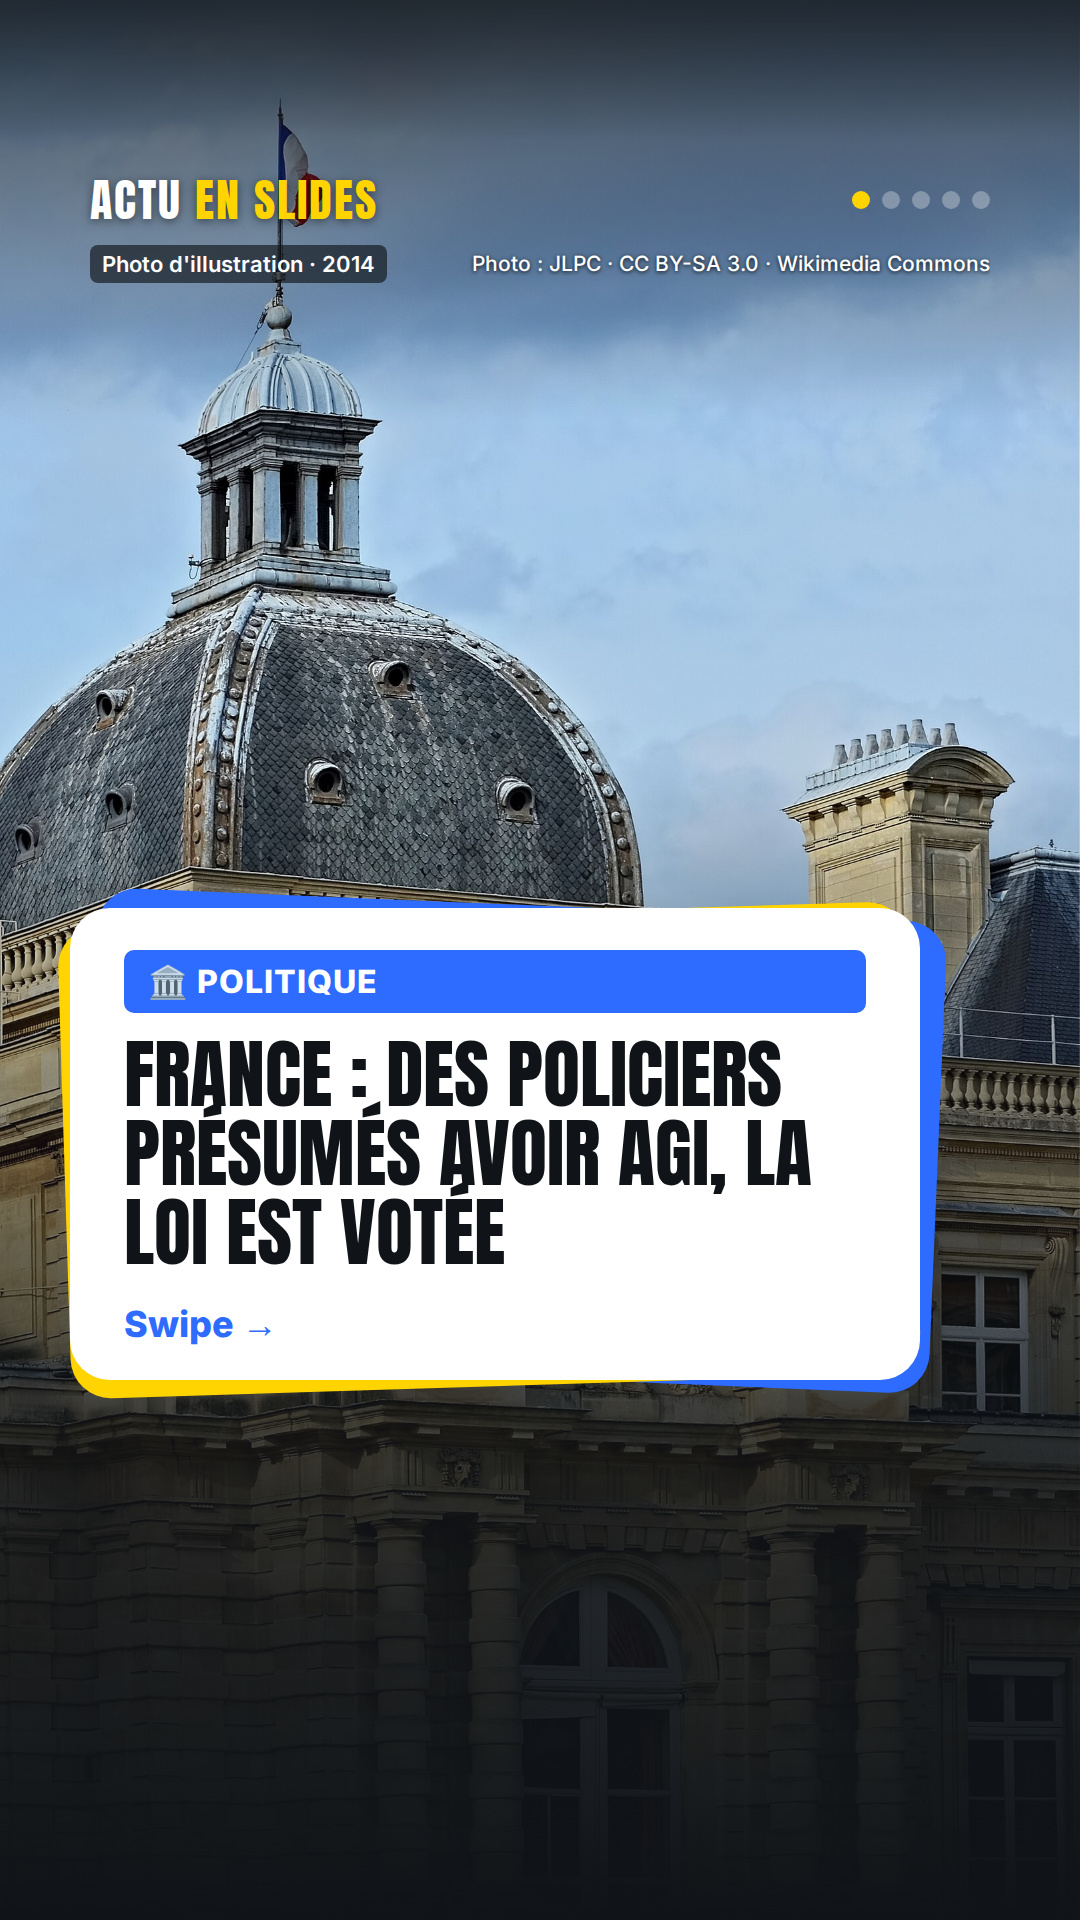 ACTU EN SLIDES
Photo d'illustration · 2014
Photo : JLPC · CC BY-SA 3.0 · Wikimedia Commons
🏛️ POLITIQUE
FRANCE : DES POLICIERS
PRÉSUMÉS AVOIR AGI, LA
LOI EST VOTÉE
Swipe →